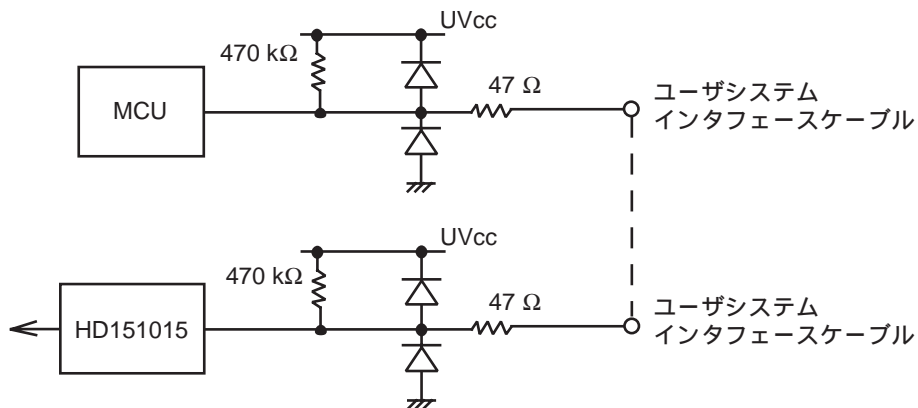 UVcc
470 kΩ
MCU
47 Ω
ユーザシステム
インタフェースケーブル
UVcc
470 kΩ
HD151015
47 Ω
ユーザシステム
インタフェースケーブル